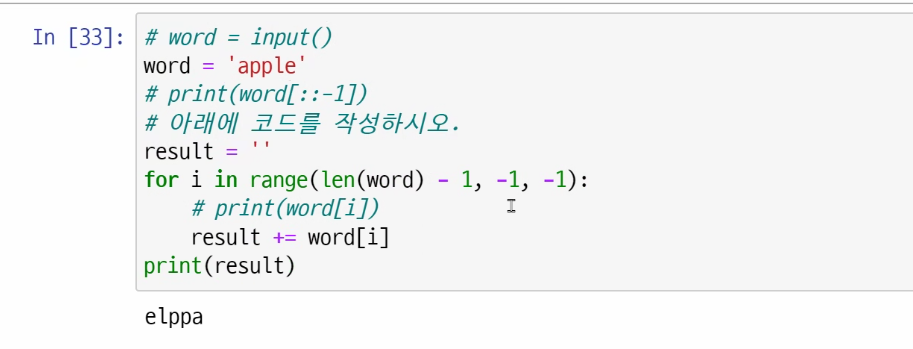 In [33]: # word = input()
word = 'apple'
# print(word[::-1])
# 아래에 코드를 작성하시오.
result = ''
for i in range(len(word) - 1, -1, -1):
    # print(word[i])
    result += word[i]
print(result)
elppa